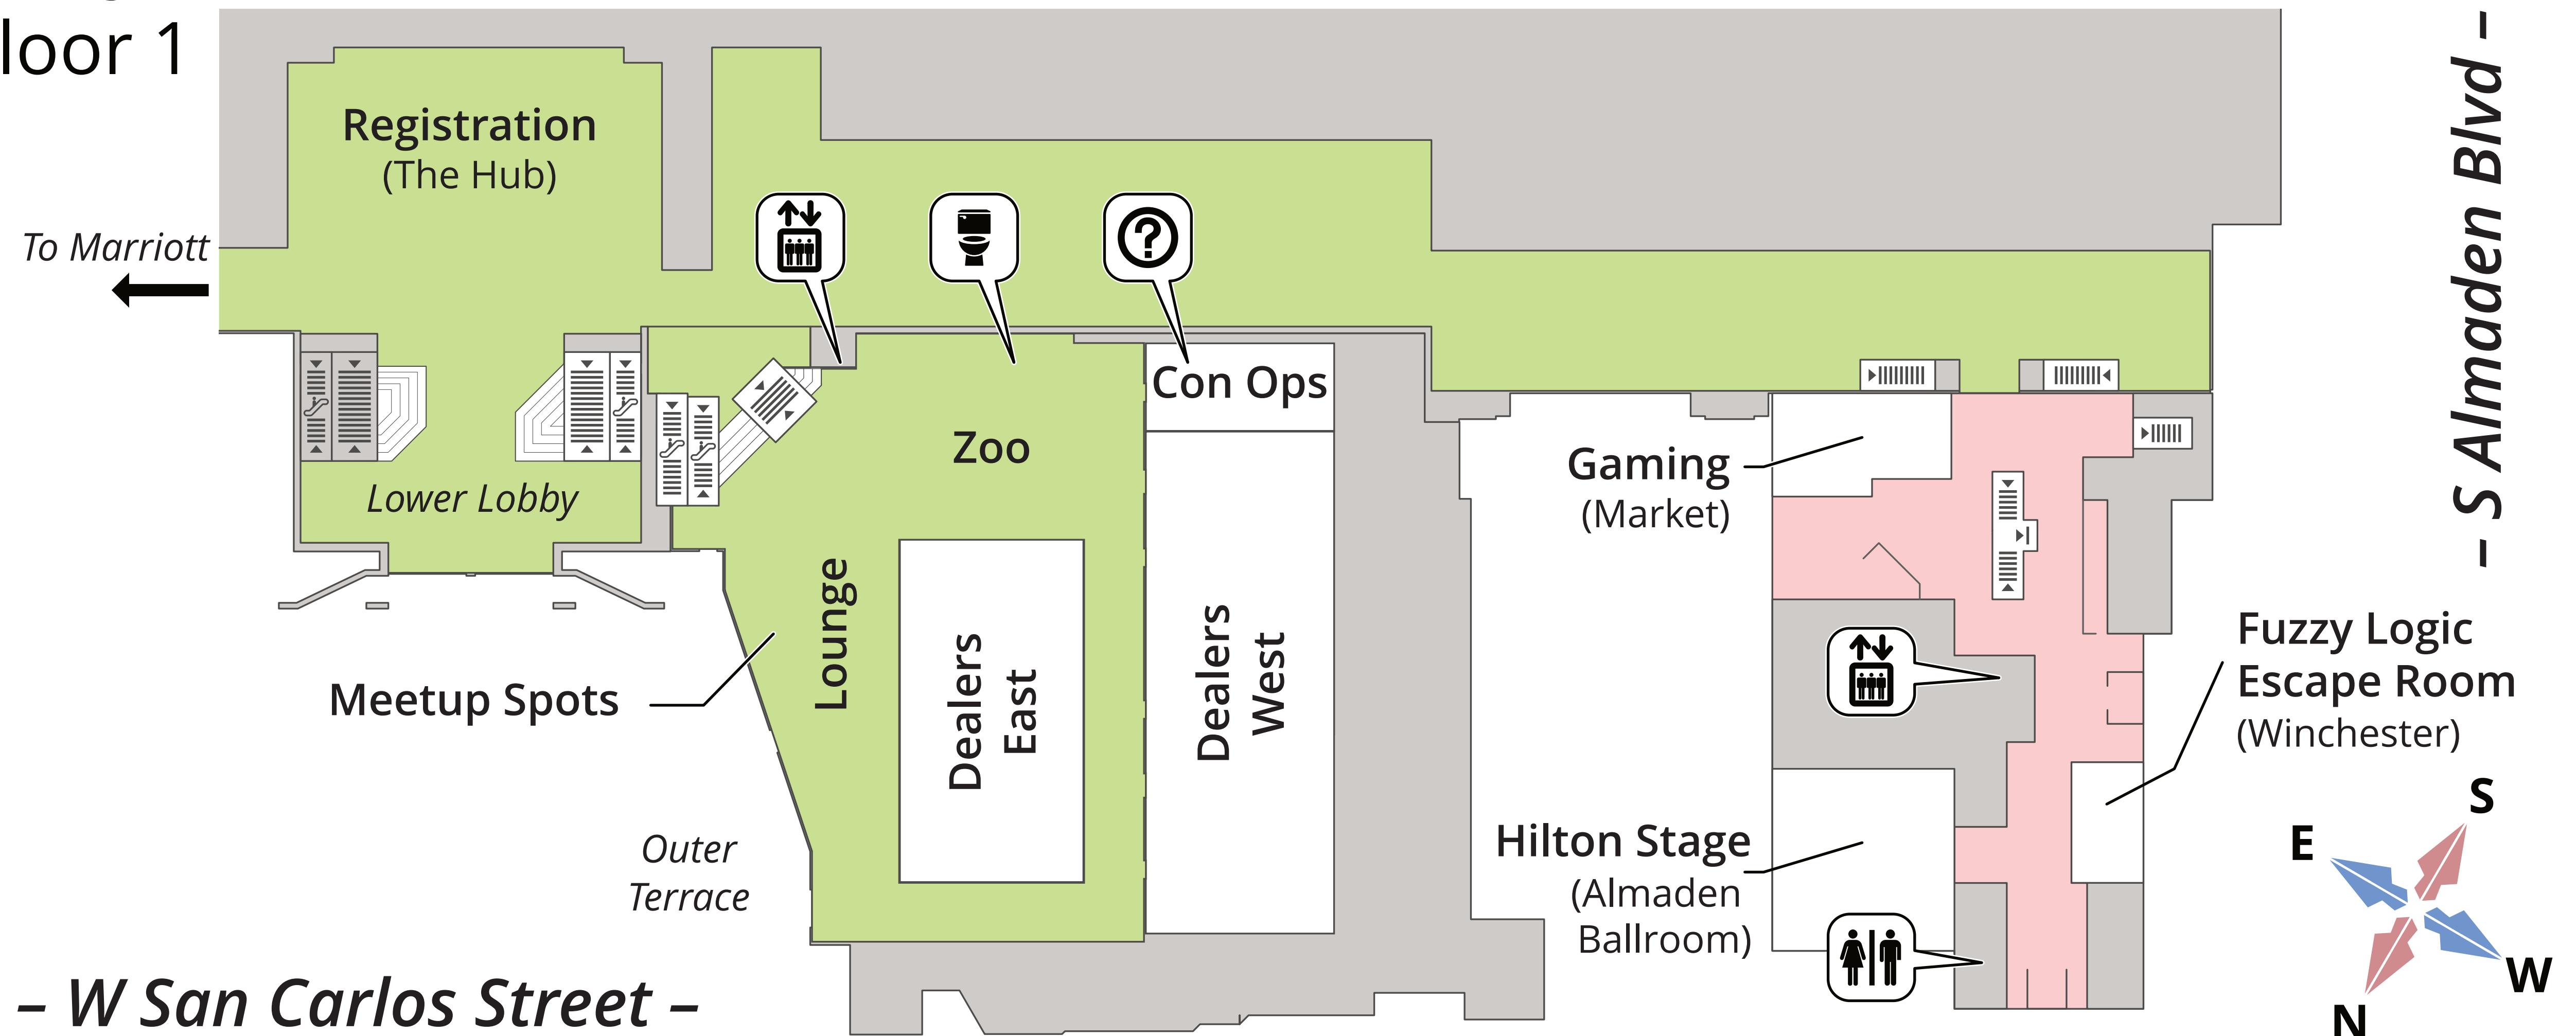 loor 1
– S Almaden Blvd –
Registration
(The Hub)
To Marriott
?
Con Ops
Zoo
Gaming
(Market)
Lower Lobby
Lounge
Dealers
East
Dealers
West
Meetup Spots
Fuzzy Logic
Escape Room
(Winchester)
Outer
Terrace
Hilton Stage
(Almaden
Ballroom)
S
E
W
N
– W San Carlos Street –